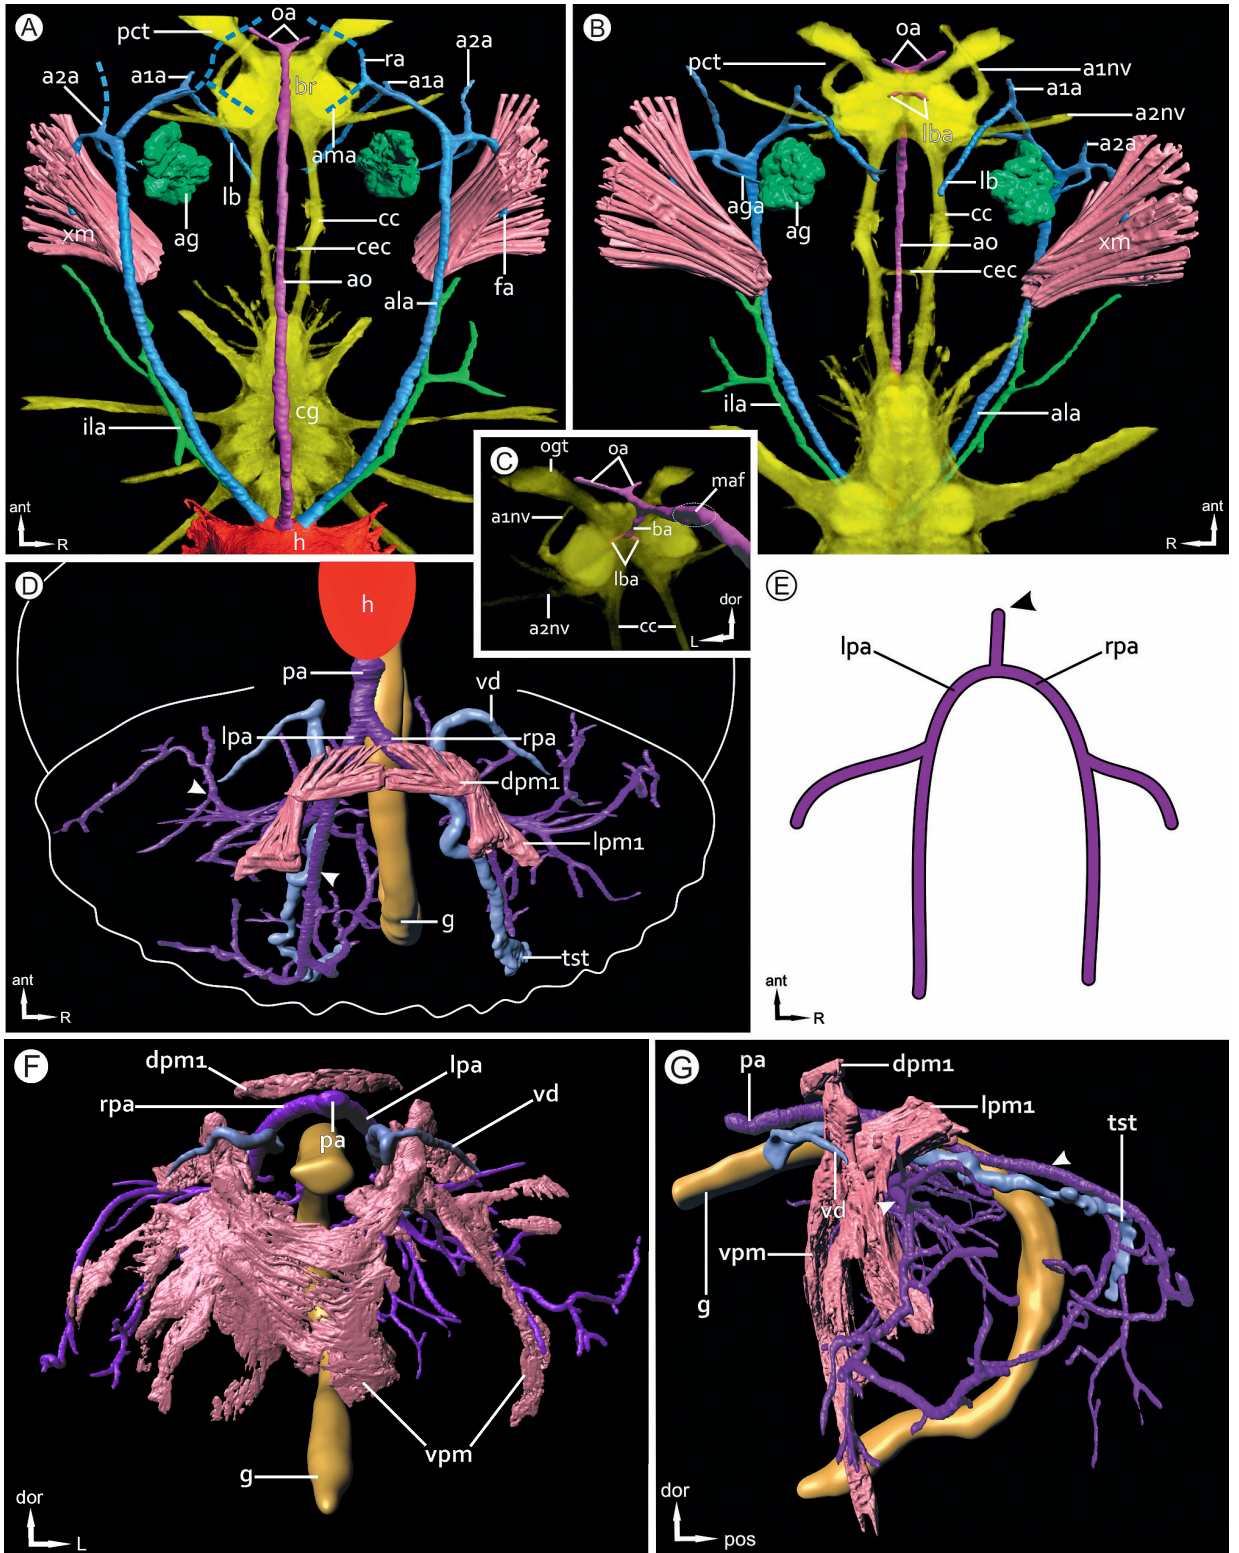 A
oa
pct
ra
a2a
a2a
a1a
a1a
br
ama
lb
ag
cc
xm
cec
ao
fa
ala
cg
ila
h
ant
R
B
oa
pct
a1nv
a1a
a2nv
lba
a2a
lb
aga
ag
cc
ao
xm
cec
ila
ala
ant
R
C
ogt
oa
maf
a1nv
ba
lba
a2nv
cc
dor
L
D
h
pa
vd
lpa
rpa
dpm1
lpm1
g
tst
ant
R
E
lpa
rpa
ant
R
F
dpm1
lpa
rpa
vd
pa
vpm
g
dor
L
G
pa
dpm1
lpm1
tst
vd
vpm
g
dor
pos